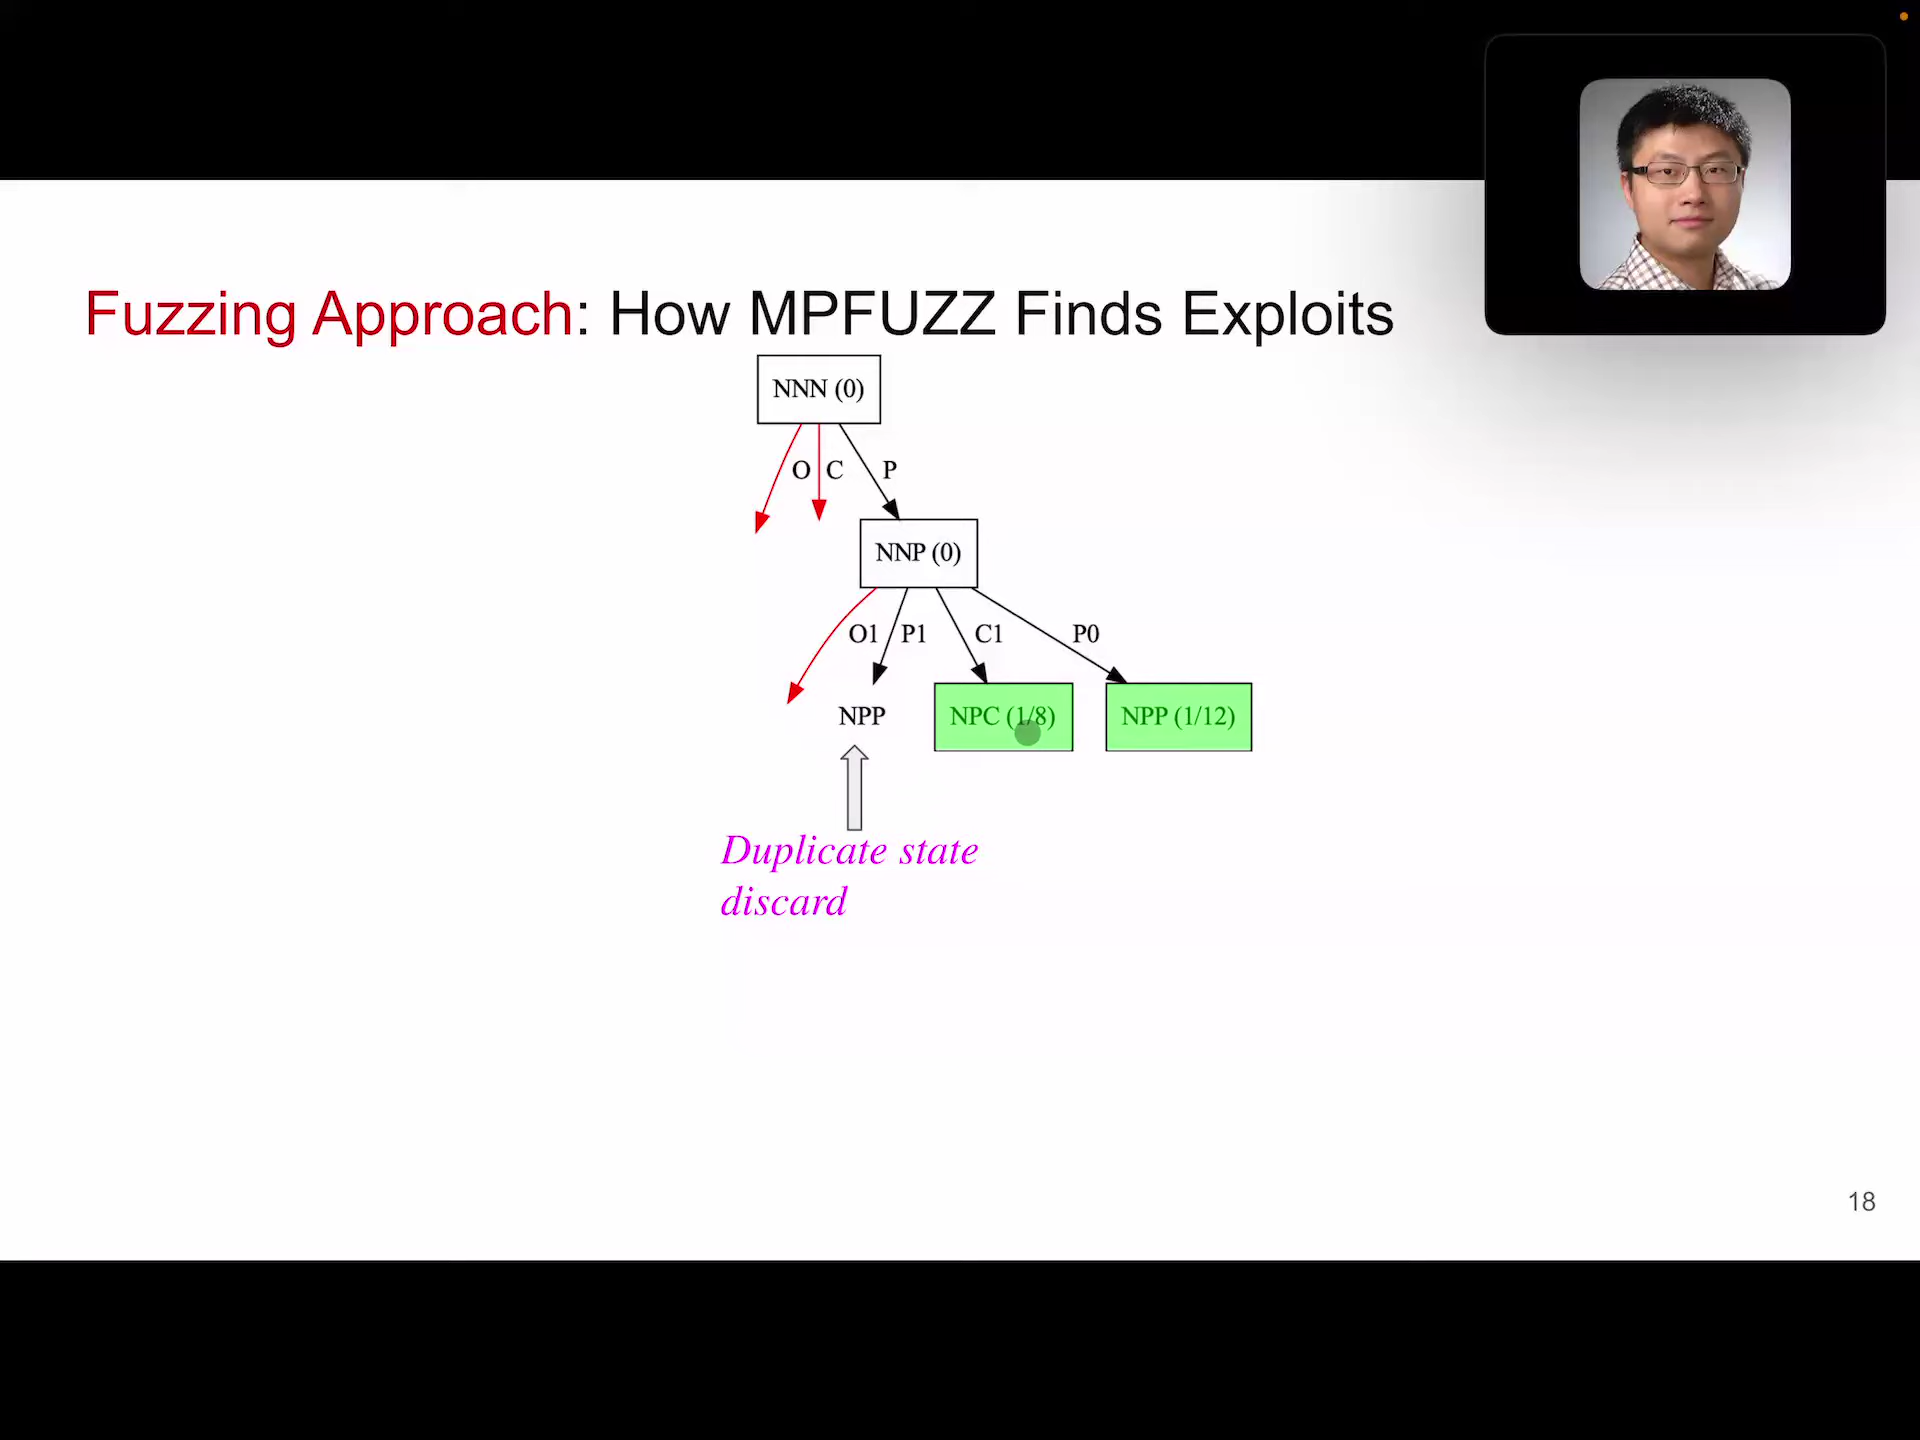 Fuzzing Approach: How MPFUZZ Finds Exploits
NNN (0)
O C P
NNP (0)
O1 P1 C1 P0
NPP NPC (1/8) NPP (1/12)
Duplicate state
discard
18